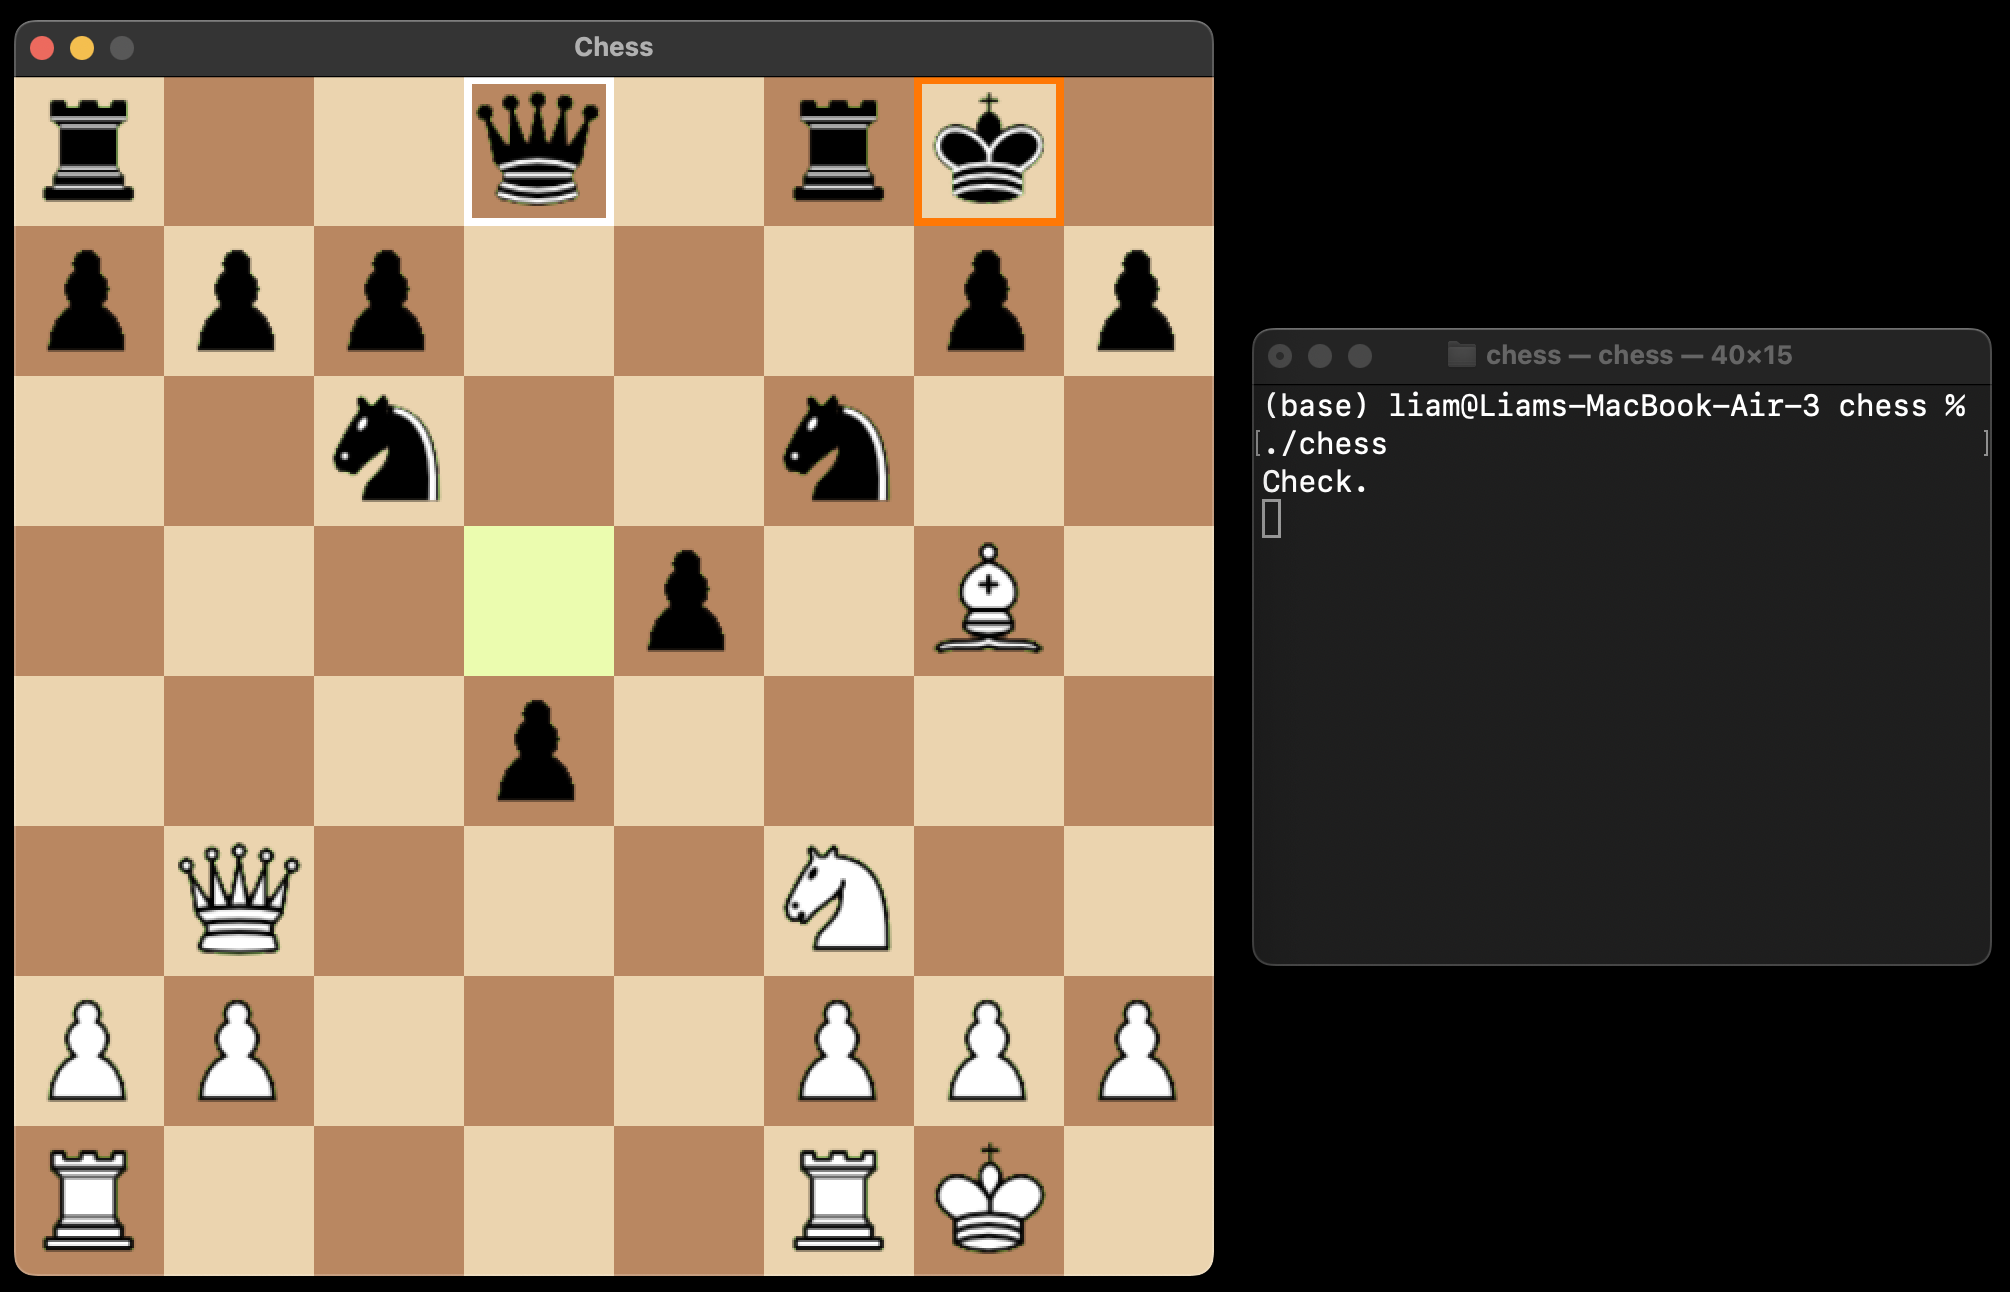 Chess
chess — chess — 40×15
(base) liam@Liams-MacBook-Air-3 chess %
[./chess ]
Check.